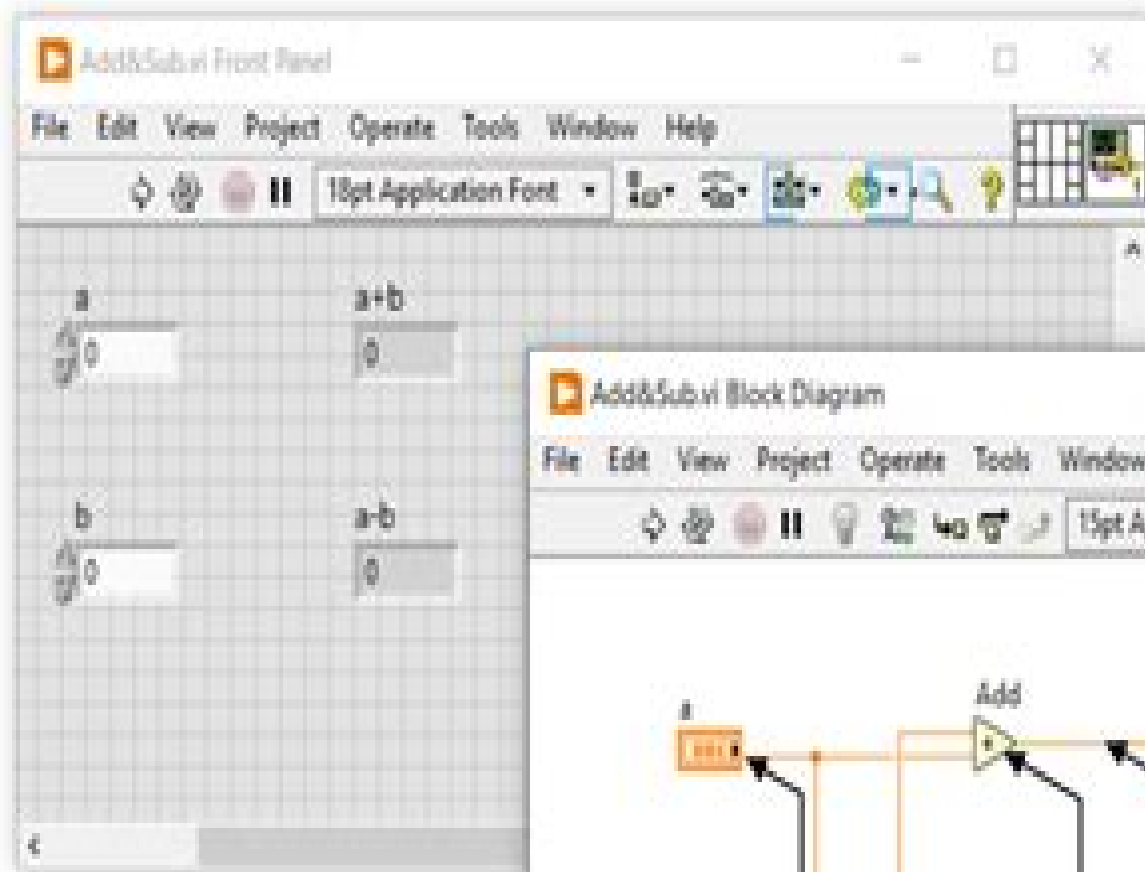 Add&Sub.vi Front Panel
File Edit View Project Operate Tools Window Help
18pt Application Font
a
a+b
0
0
b
a-b
0
0
Add&Sub.vi Block Diagram
File Edit View Project Operate Tools Window
15pt A
a
Add